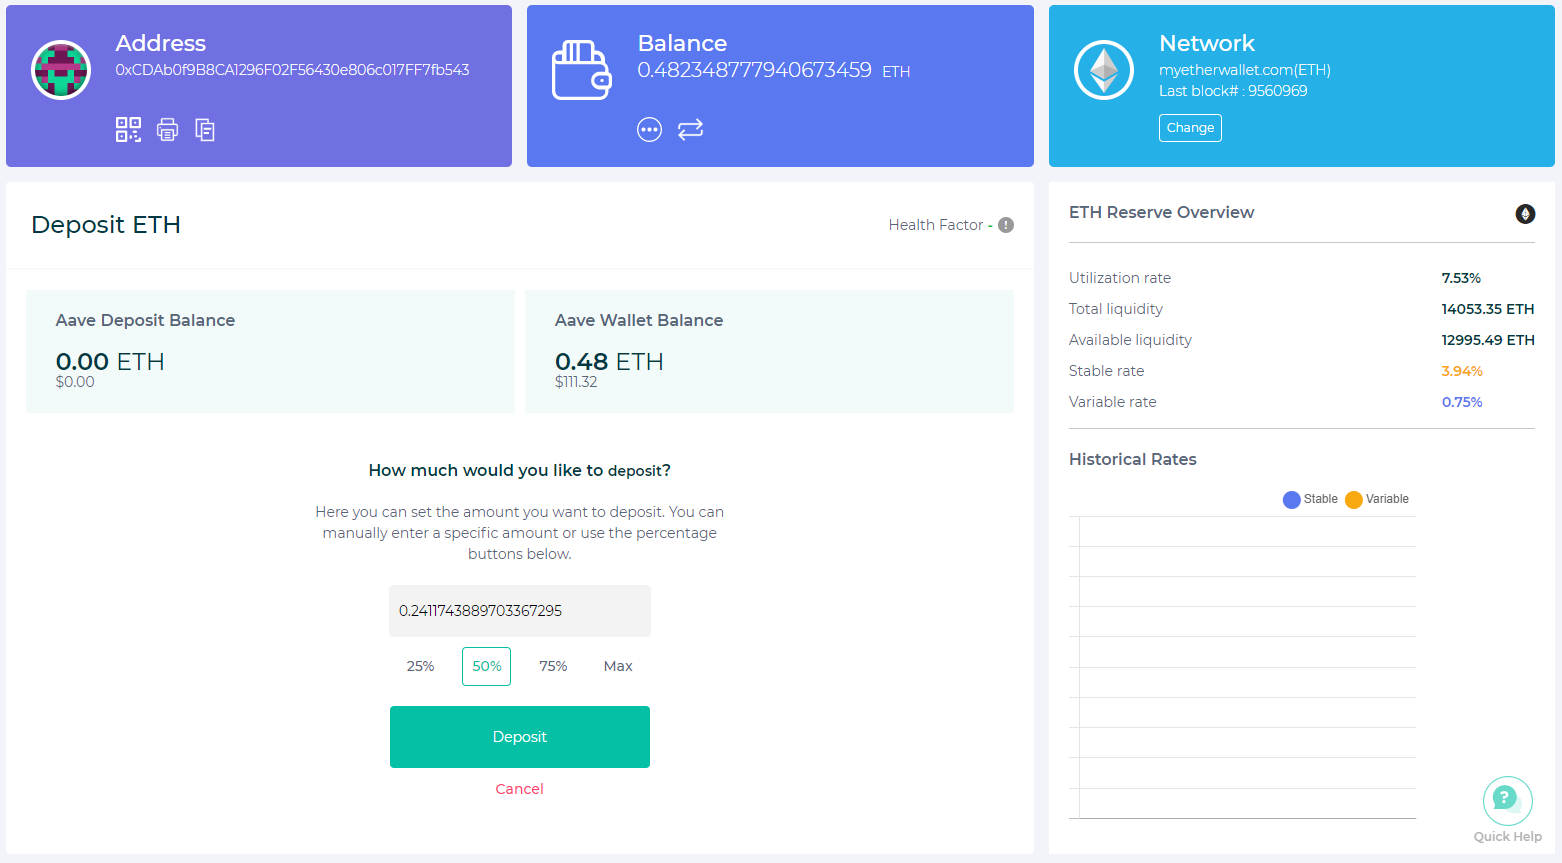 Address
0xCDAb0f9B8CA1296F02F56430e806c017FF7fb543
Balance
0.482348777940673459 ETH
Network
myetherwallet.com(ETH)
Last block# : 9560969
Change
Deposit ETH
Health Factor - !
Aave Deposit Balance
0.00 ETH
$0.00
Aave Wallet Balance
0.48 ETH
$111.32
How much would you like to deposit?
Here you can set the amount you want to deposit. You can
manually enter a specific amount or use the percentage
buttons below.
0.2411743889703367295
25% 50% 75% Max
Deposit
Cancel
ETH Reserve Overview
Utilization rate 7.53%
Total liquidity 14053.35 ETH
Available liquidity 12995.49 ETH
Stable rate 3.94%
Variable rate 0.75%
Historical Rates
Stable Variable
?
Quick Help